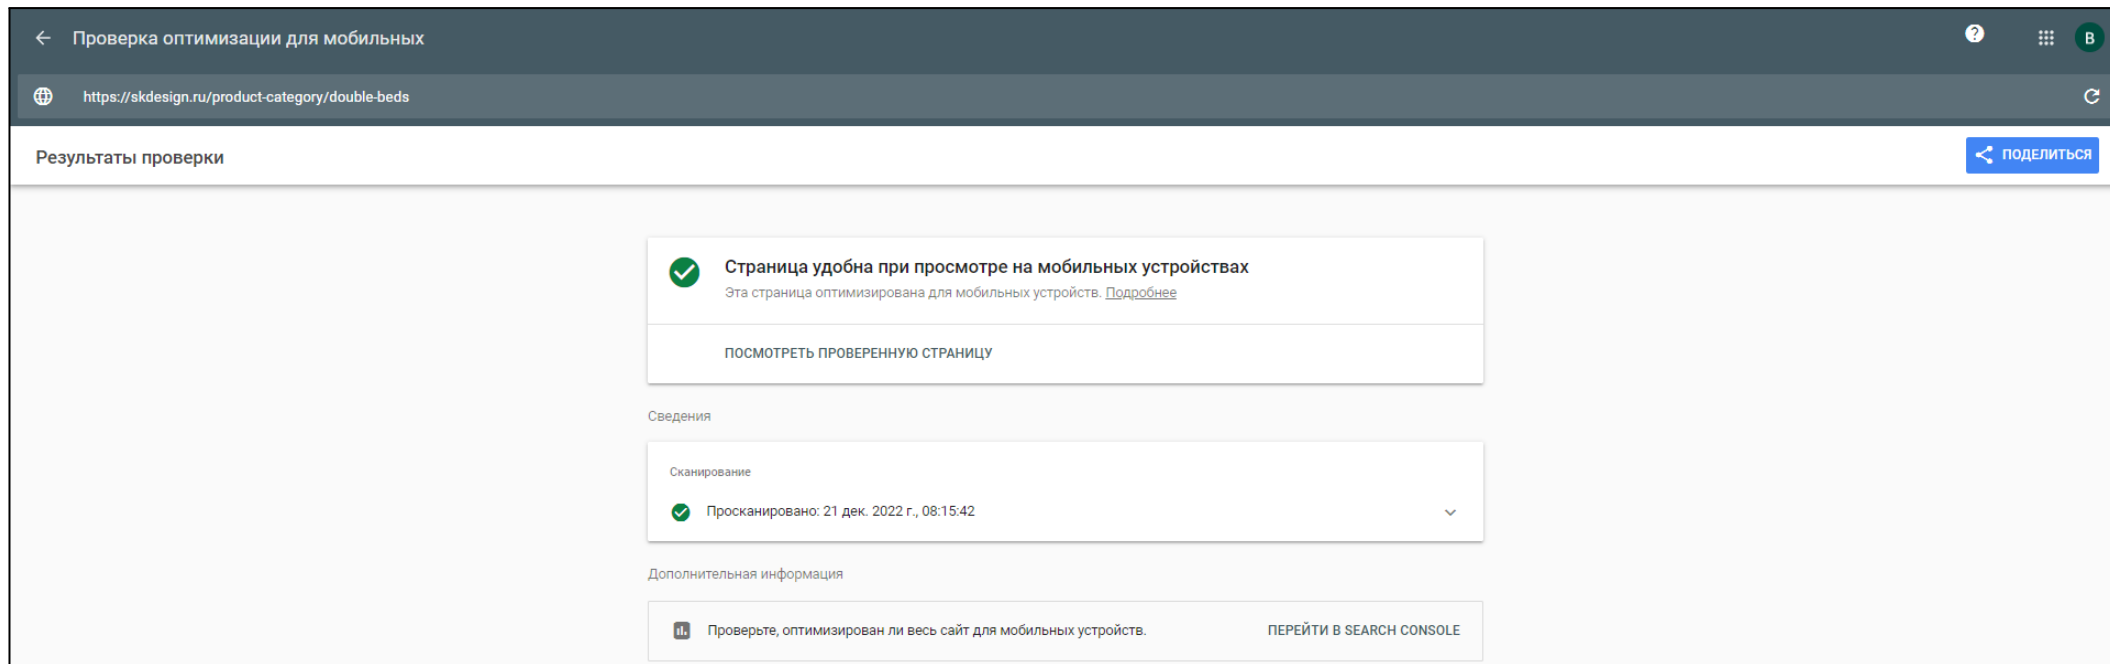 Проверка оптимизации для мобильных
?
B
https://skdesign.ru/product-category/double-beds
Результаты проверки
ПОДЕЛИТЬСЯ
Страница удобна при просмотре на мобильных устройствах
Эта страница оптимизирована для мобильных устройств. Подробнее
ПОСМОТРЕТЬ ПРОВЕРЕННУЮ СТРАНИЦУ
Сведения
Сканирование
Просканировано: 21 дек. 2022 г., 08:15:42
Дополнительная информация
Проверьте, оптимизирован ли весь сайт для мобильных устройств. ПЕРЕЙТИ В SEARCH CONSOLE